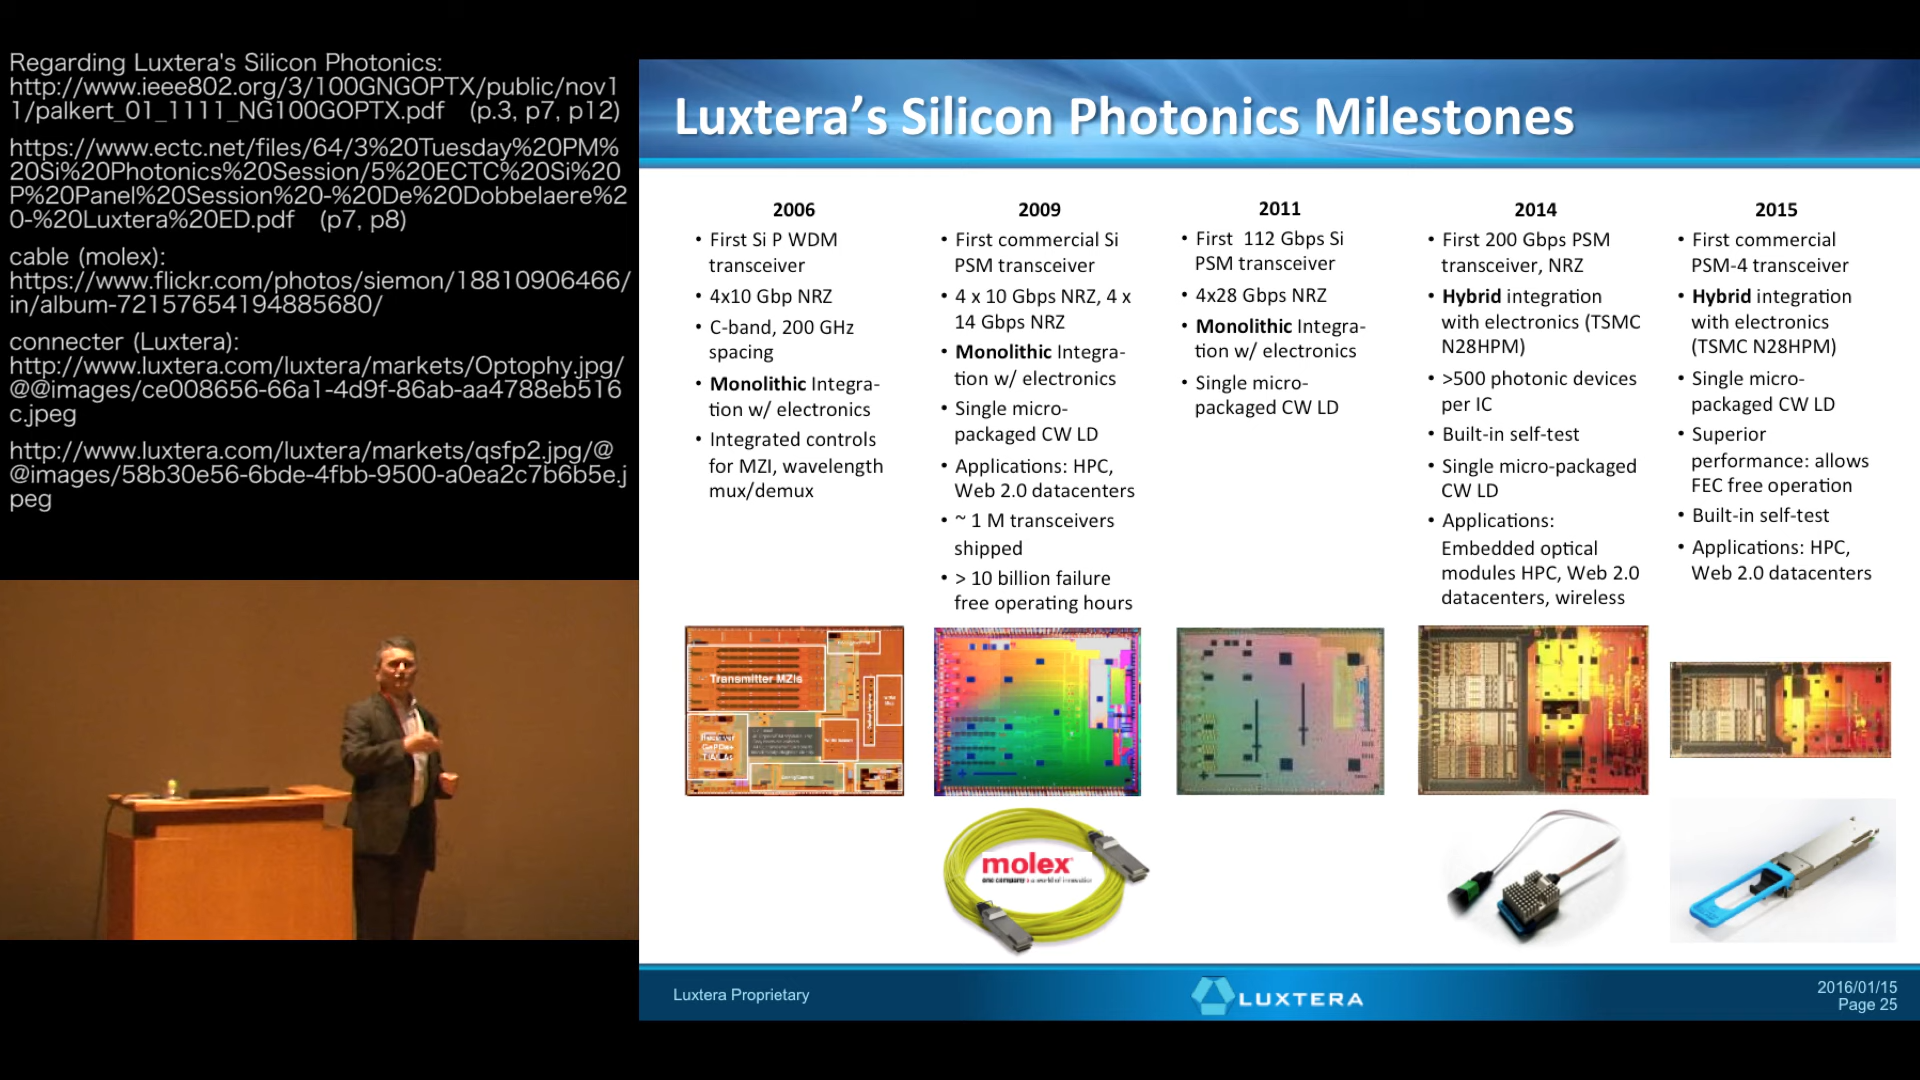 Regarding Luxtera's Silicon Photonics:
http://www.ieee802.org/3/100GNGOPTX/public/nov1
1/palkert_01_1111_NG100GOPTX.pdf (p.3, p7, p12)
https://www.ectc.net/files/64/3%20Tuesday%20PM%
20Si%20Photonics%20Session/5%20ECTC%20Si%20
P%20Panel%20Session%20-%20De%20Dobbelaere%2
0-%20Luxtera%20ED.pdf (p7, p8)
cable (molex):
https://www.flickr.com/photos/siemon/18810906466/
in/album-72157654194885680/
connecter (Luxtera):
http://www.luxtera.com/luxtera/markets/Optophy.jpg/
@@images/ce008656-66a1-4d9f-86ab-aa4788eb516
c.jpeg
http://www.luxtera.com/luxtera/markets/qsfp2.jpg/@
@images/58b30e56-6bde-4fbb-9500-a0ea2c7b6b5e.j
peg
Luxtera's Silicon Photonics Milestones
2006
• First Si P WDM
transceiver
• 4x10 Gbp NRZ
• C-band, 200 GHz
spacing
• Monolithic Integra-
tion w/ electronics
• Integrated controls
for MZI, wavelength
mux/demux
Transmitter MZIs
Receiver
2009
• First commercial Si
PSM transceiver
• 4 x 10 Gbps NRZ, 4 x
14 Gbps NRZ
• Monolithic Integra-
tion w/ electronics
• Single micro-
packaged CW LD
• Applications: HPC,
Web 2.0 datacenters
• ~ 1 M transceivers
shipped
• > 10 billion failure
free operating hours
molex
one company › a world of innovation
2011
• First 112 Gbps Si
PSM transceiver
• 4x28 Gbps NRZ
• Monolithic Integra-
tion w/ electronics
• Single micro-
packaged CW LD
2014
• First 200 Gbps PSM
transceiver, NRZ
• Hybrid integration
with electronics (TSMC
N28HPM)
• >500 photonic devices
per IC
• Built-in self-test
• Single micro-packaged
CW LD
• Applications:
Embedded optical
modules HPC, Web 2.0
datacenters, wireless
2015
• First commercial
PSM-4 transceiver
• Hybrid integration
with electronics
(TSMC N28HPM)
• Single micro-
packaged CW LD
• Superior
performance: allows
FEC free operation
• Built-in self-test
• Applications: HPC,
Web 2.0 datacenters
Luxtera Proprietary
LUXTERA
2016/01/15
Page 25